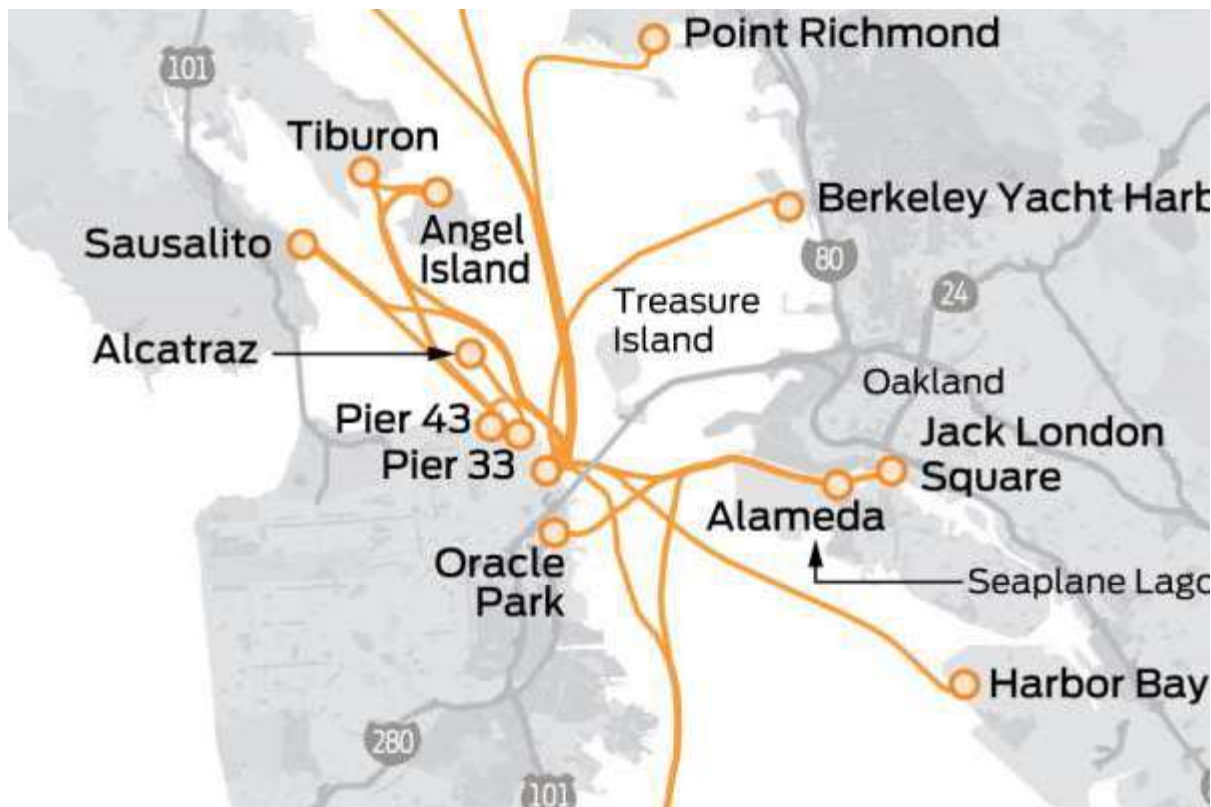 Point Richmond
101
Tiburon
Berkeley Yacht Harb
Angel
Island
Sausalito
80
24
Treasure
Island
Alcatraz
Oakland
Pier 43
Jack London
Square
Pier 33
Alameda
Oracle
Park
Seaplane Lago
Harbor Bay
280
101